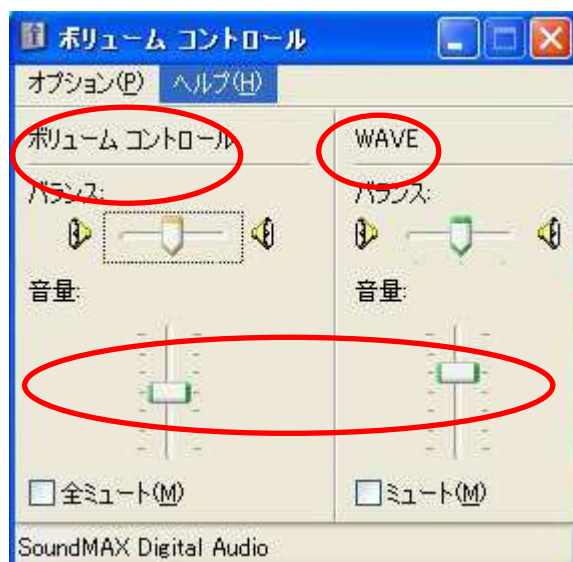 ボリューム コントロール
オプション(P) ヘルプ(H)
ボリューム コントロール
バランス:
音量:
全ミュート(M)
WAVE
バランス:
音量:
ミュート(M)
SoundMAX Digital Audio